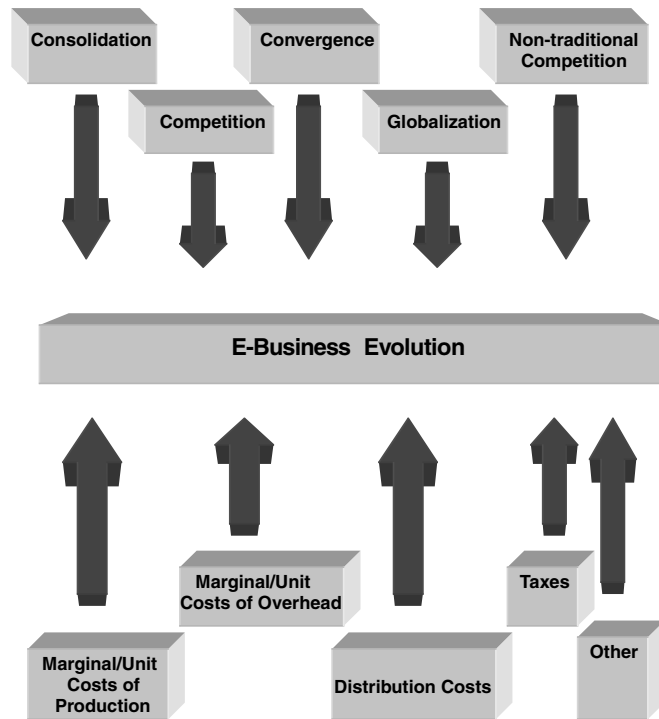 Consolidation
Convergence
Non-traditional
Competition
Competition
Globalization
E-Business Evolution
Marginal/Unit
Costs of Overhead
Taxes
Marginal/Unit
Costs of
Production
Distribution Costs
Other